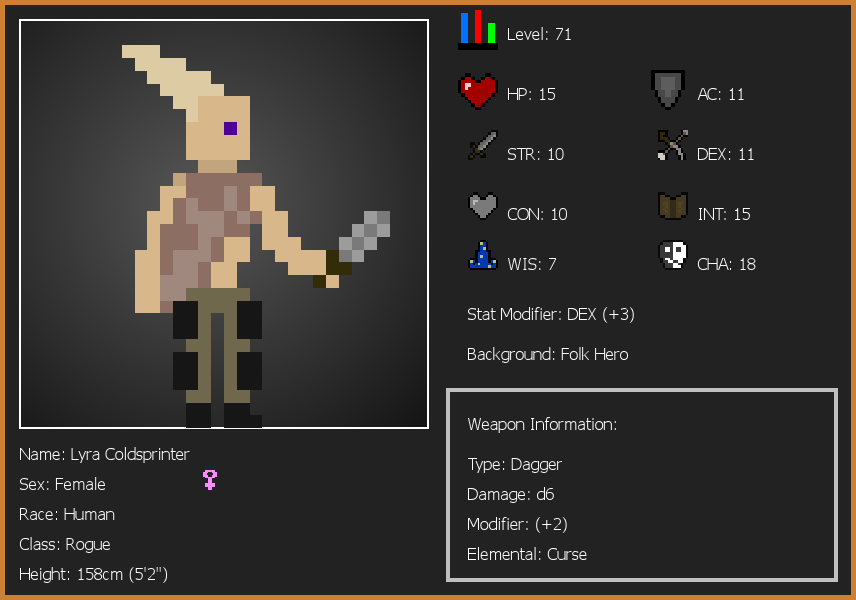 Level: 71
HP: 15
AC: 11
STR: 10
DEX: 11
CON: 10
INT: 15
WIS: 7
CHA: 18
Stat Modifier: DEX (+3)
Background: Folk Hero
Weapon Information:
Type: Dagger
Damage: d6
Modifier: (+2)
Elemental: Curse
Name: Lyra Coldsprinter
Sex: Female
Race: Human
Class: Rogue
Height: 158cm (5'2")